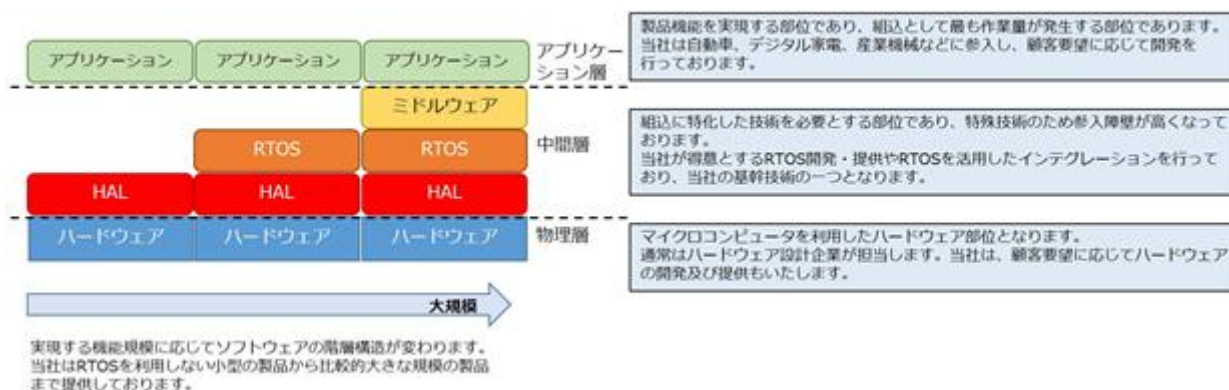 アプリケーション
アプリケーション
アプリケーション
アプリケー
ション層
ミドルウェア
RTOS
RTOS
中間層
HAL
HAL
HAL
ハードウェア
ハードウェア
ハードウェア
物理層
大規模
実現する機能規模に応じてソフトウェアの階層構造が変わります。
当社はRTOSを利用しない小型の製品から比較的大きな規模の製品
まで提供しております。
製品機能を実現する部位であり、組込として最も作業量が発生する部位であります。
当社は自動車、デジタル家電、産業機械などに参入し、顧客要望に応じて開発を
行っております。
組込に特化した技術を必要とする部位であり、特殊技術のため参入障壁が高くなって
おります。
当社が得意とするRTOS開発・提供やRTOSを活用したインテグレーションを行って
おり、当社の基幹技術の一つとなります。
マイクロコンピュータを利用したハードウェア部位となります。
通常はハードウェア設計企業が担当します。当社は、顧客要望に応じてハードウェア
の開発及び提供もいたします。